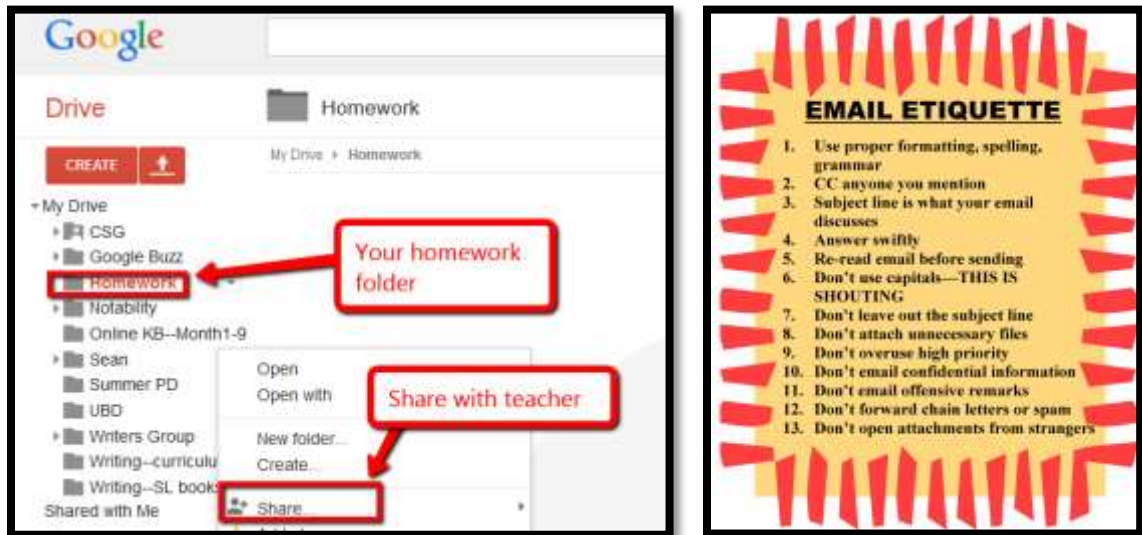 Google
Drive
Homework
CREATE
My Drive › Homework
My Drive
CSG
Google Buzz
Homework
Notability
Online KB--Month1-9
Sean
Summer PD
UBD
Writers Group
Writing--curriculu
Writing--SL books
Shared with Me
Your homework
folder
Open
Open with
Share with teacher
New folder...
Create...
Share...
EMAIL ETIQUETTE
1. Use proper formatting, spelling,
grammar
2. CC anyone you mention
3. Subject line is what your email
discusses
4. Answer swiftly
5. Re-read email before sending
6. Don't use capitals—THIS IS
SHOUTING
7. Don't leave out the subject line
8. Don't attach unnecessary files
9. Don't overuse high priority
10. Don't email confidential information
11. Don't email offensive remarks
12. Don't forward chain letters or spam
13. Don't open attachments from strangers